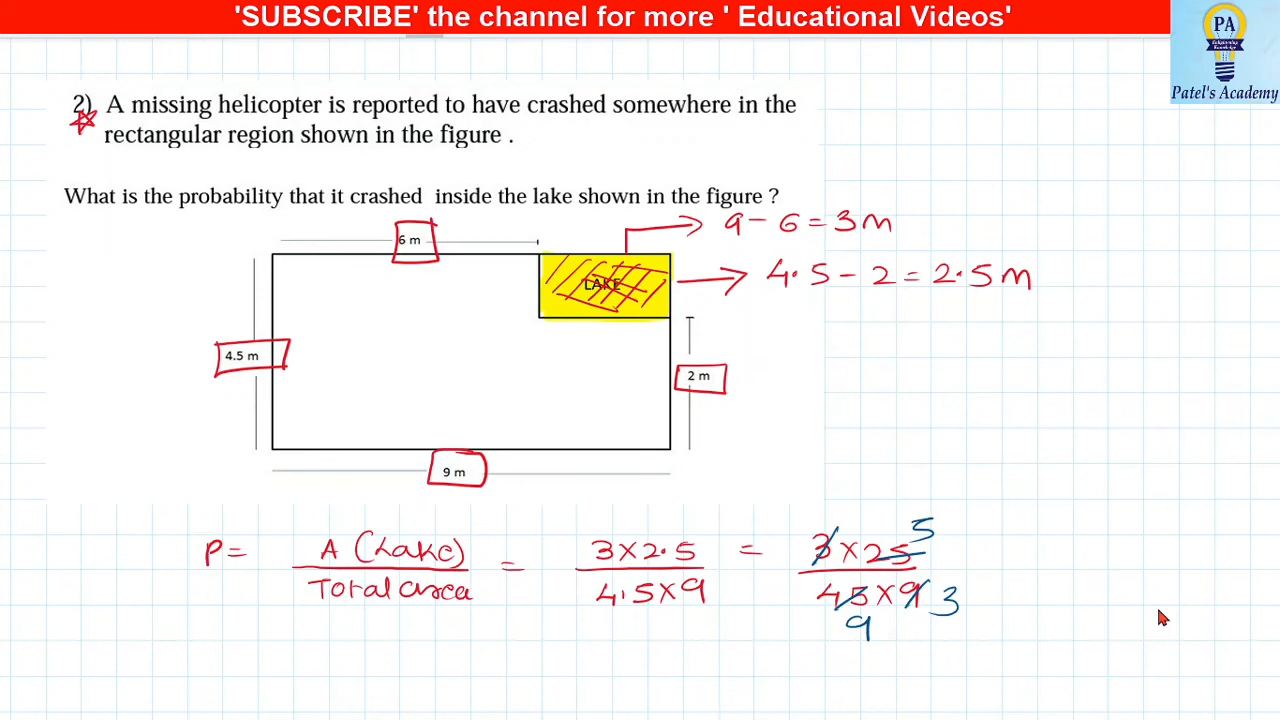 'SUBSCRIBE' the channel for more ' Educational Videos'
PA
Patel's Academy
2) A missing helicopter is reported to have crashed somewhere in the
rectangular region shown in the figure .
What is the probability that it crashed inside the lake shown in the figure ?
6 m
9 - 6 = 3 m
LAKE
4.5 - 2 = 2.5 m
4.5 m
2 m
9 m
P = A (Lake) / Total area = 3 × 2.5 / 4.5 × 9 = 3 × 25 / 45 × 9
5
3
9